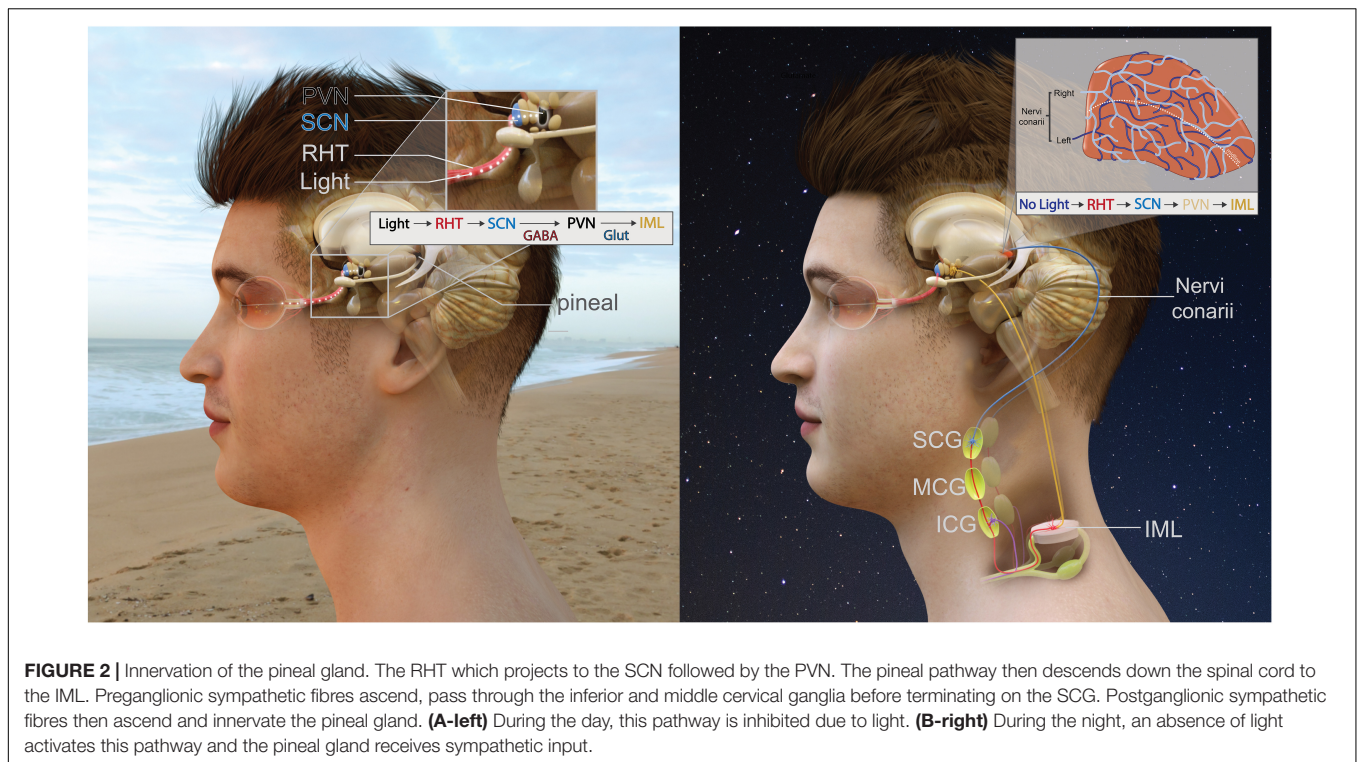 PVN
SCN
RHT
Light
Light → RHT → SCN → PVN → IML
GABA Glut
pineal
Right
Nervi
conarii
Left
No Light → RHT → SCN → PVN → IML
Nervi
conarii
SCG
MCG
ICG
IML
FIGURE 2 | Innervation of the pineal gland. The RHT which projects to the SCN followed by the PVN. The pineal pathway then descends down the spinal cord to
the IML. Preganglionic sympathetic fibres ascend, pass through the inferior and middle cervical ganglia before terminating on the SCG. Postganglionic sympathetic
fibres then ascend and innervate the pineal gland. (A-left) During the day, this pathway is inhibited due to light. (B-right) During the night, an absence of light
activates this pathway and the pineal gland receives sympathetic input.